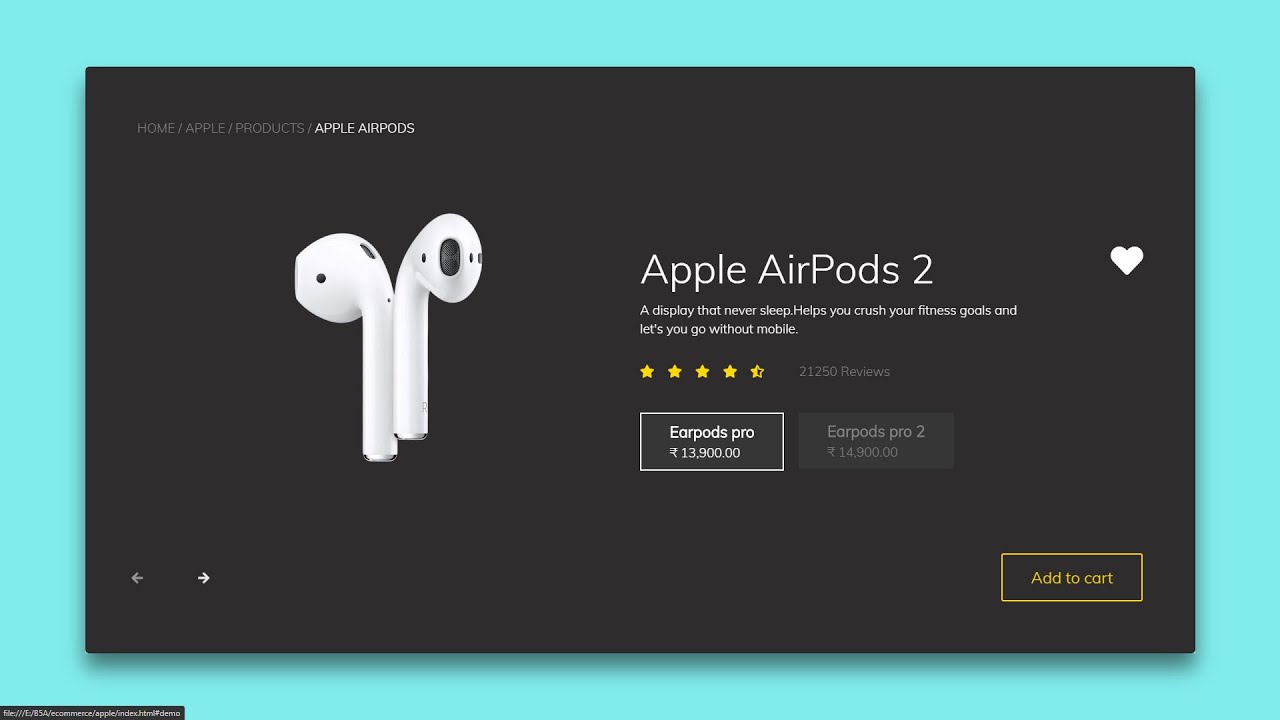 HOME / APPLE / PRODUCTS / APPLE AIRPODS
Apple AirPods 2
A display that never sleep.Helps you crush your fitness goals and
let's you go without mobile.
21250 Reviews
Earpods pro
₹ 13,900.00
Earpods pro 2
₹ 14,900.00
R
Add to cart
file:///E:/B5A/ecommerce/apple/index.html#demo